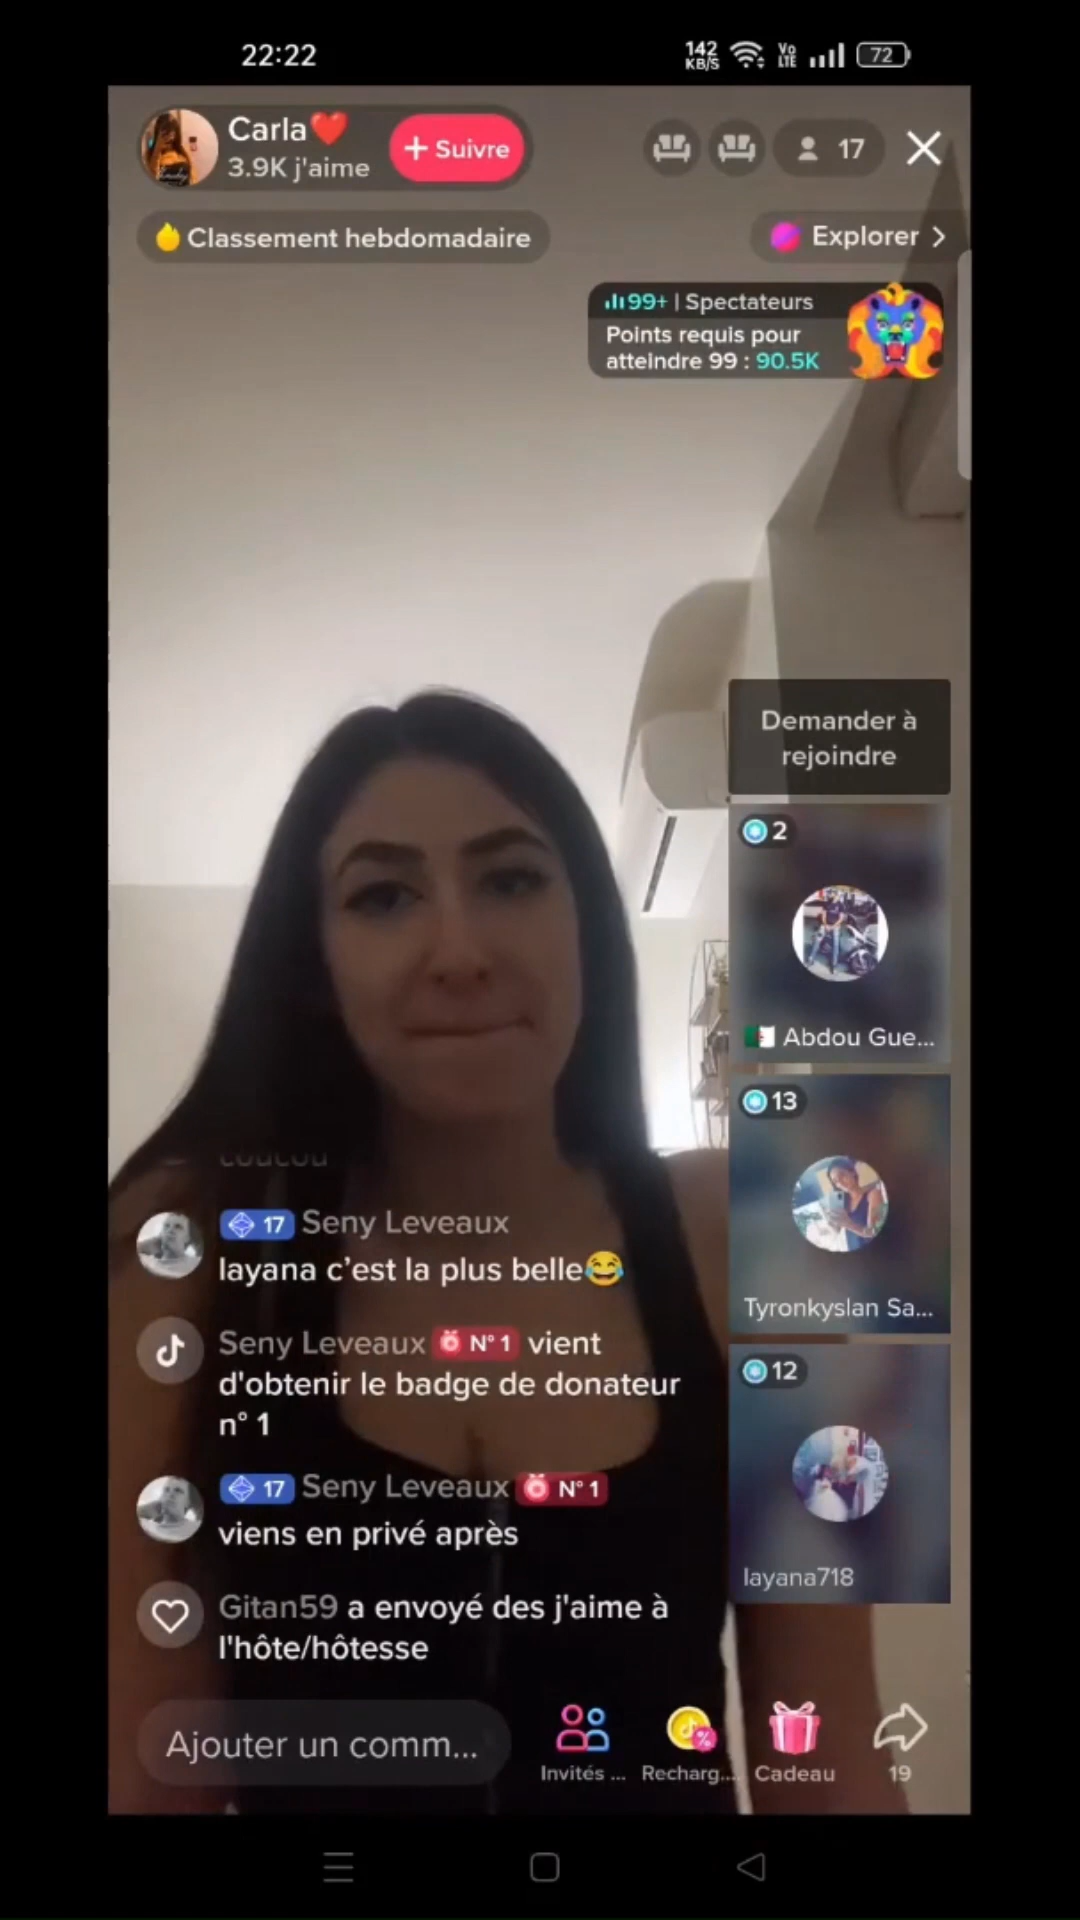 22:22
142
KB/S
Vo
LTE
72
Carla❤️
3.9K j'aime
+ Suivre
17
Classement hebdomadaire
Explorer >
99+ | Spectateurs
Points requis pour
atteindre 99 : 90.5K
Demander à
rejoindre
2
🇩🇿 Abdou Gue...
13
Tyronkyslan Sa...
12
layana718
coucou
17 Seny Leveaux
layana c’est la plus belle😂
Seny Leveaux N° 1 vient
d'obtenir le badge de donateur
n° 1
17 Seny Leveaux N° 1
viens en privé après
Gitan59 a envoyé des j'aime à
l'hôte/hôtesse
Ajouter un comm...
Invités ...
Recharg....
Cadeau
19